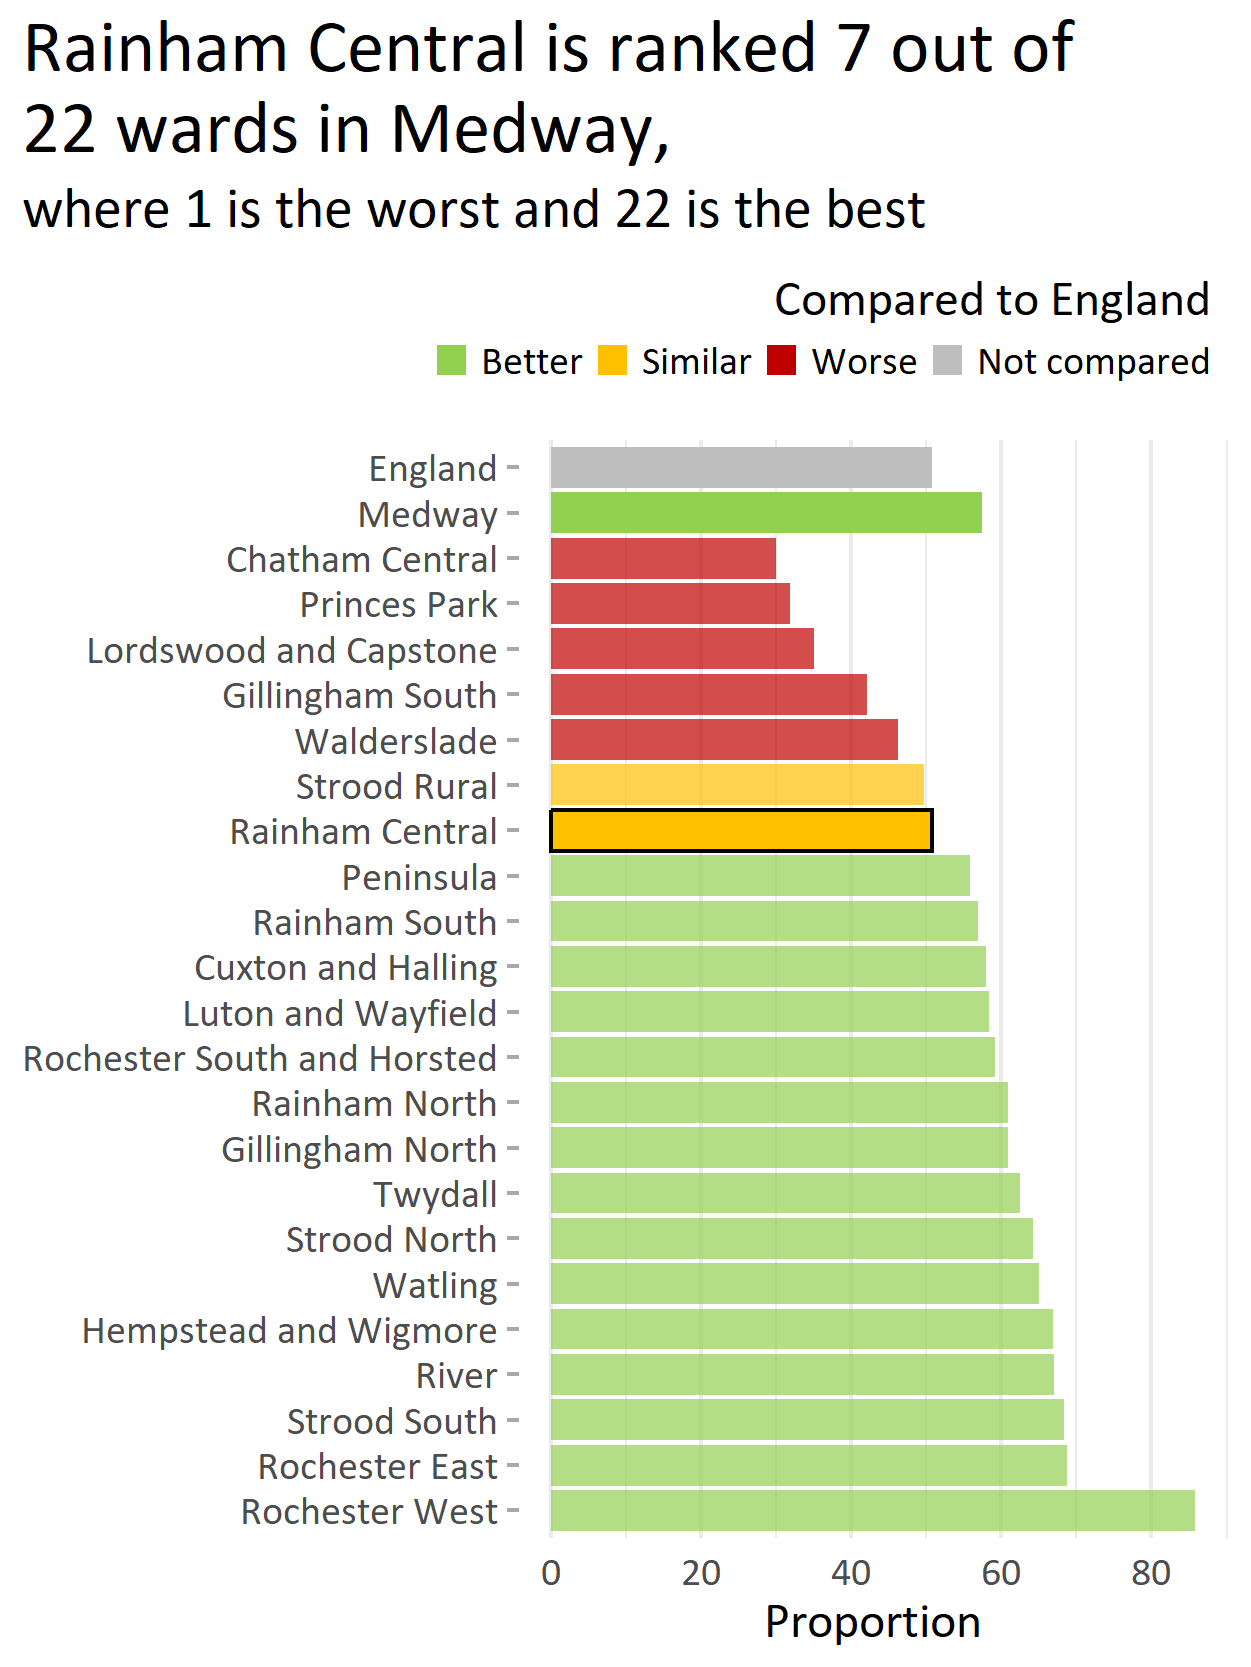 Rainham Central is ranked 7 out of
22 wards in Medway,
where 1 is the worst and 22 is the best
Compared to England
Better Similar Worse Not compared
England
Medway
Chatham Central
Princes Park
Lordswood and Capstone
Gillingham South
Walderslade
Strood Rural
Rainham Central
Peninsula
Rainham South
Cuxton and Halling
Luton and Wayfield
Rochester South and Horsted
Rainham North
Gillingham North
Twydall
Strood North
Watling
Hempstead and Wigmore
River
Strood South
Rochester East
Rochester West
0 20 40 60 80
Proportion